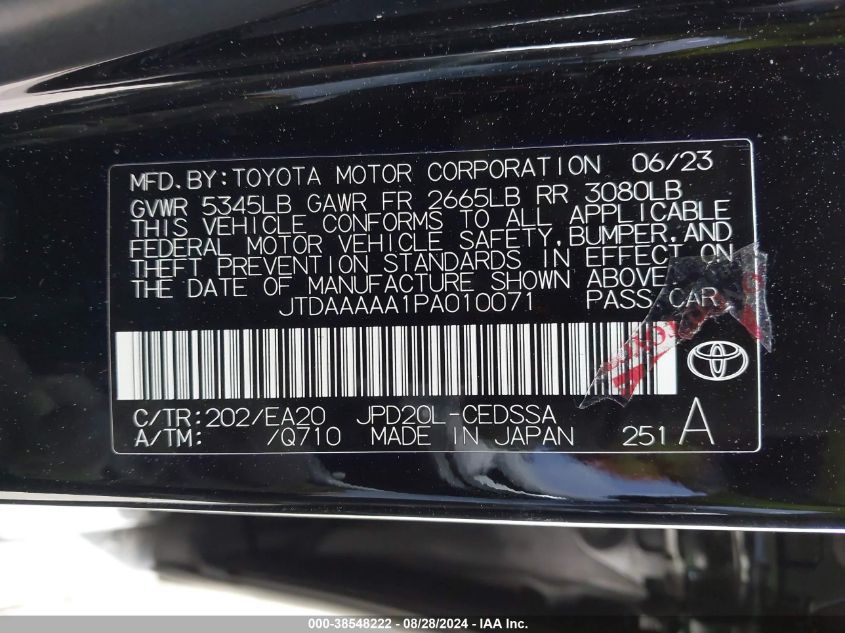 MFD.BY:TOYOTA MOTOR CORPORATION 06/23
GVWR 5345LB GAWR FR 2665LB RR 3080LB
THIS VEHICLE CONFORMS TO ALL APPLICABLE
FEDERAL MOTOR VEHICLE SAFETY,BUMPER,AND
THEFT PREVENTION STANDARDS IN EFFECT ON
THE DATE OF MANUFACTURE SHOWN ABOVE.
JTDAAAAA1PA010071 PASS CAR
C/TR:202/EA20 JPD20L-CEDSSA
A/TM: /Q710 MADE IN JAPAN 251A
000-38548222 - 08/28/2024 - IAA Inc.